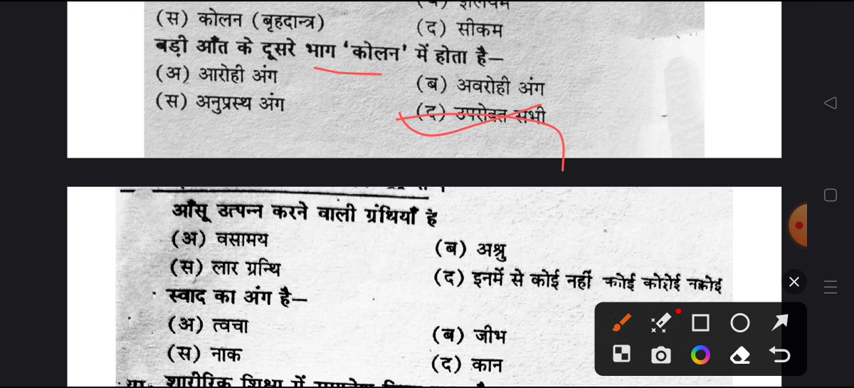 (स) कोलन (बृहदान्त्र)
(द) सीकम
बड़ी आँत के दूसरे भाग ‘कोलन’ में होता है—
(अ) आरोही अंग
(ब) अवरोही अंग
(स) अनुप्रस्थ अंग
(द) उपरोक्त सभी
आँसू उत्पन्न करने वाली ग्रंथियाँ हैं
(अ) वसामय
(ब) अश्रु
(स) लार ग्रन्थि
(द) इनमें से कोई नहीं
स्वाद का अंग है—
(अ) त्वचा
(ब) जीभ
(स) नाक
(द) कान
शारीरिक शिक्षा में